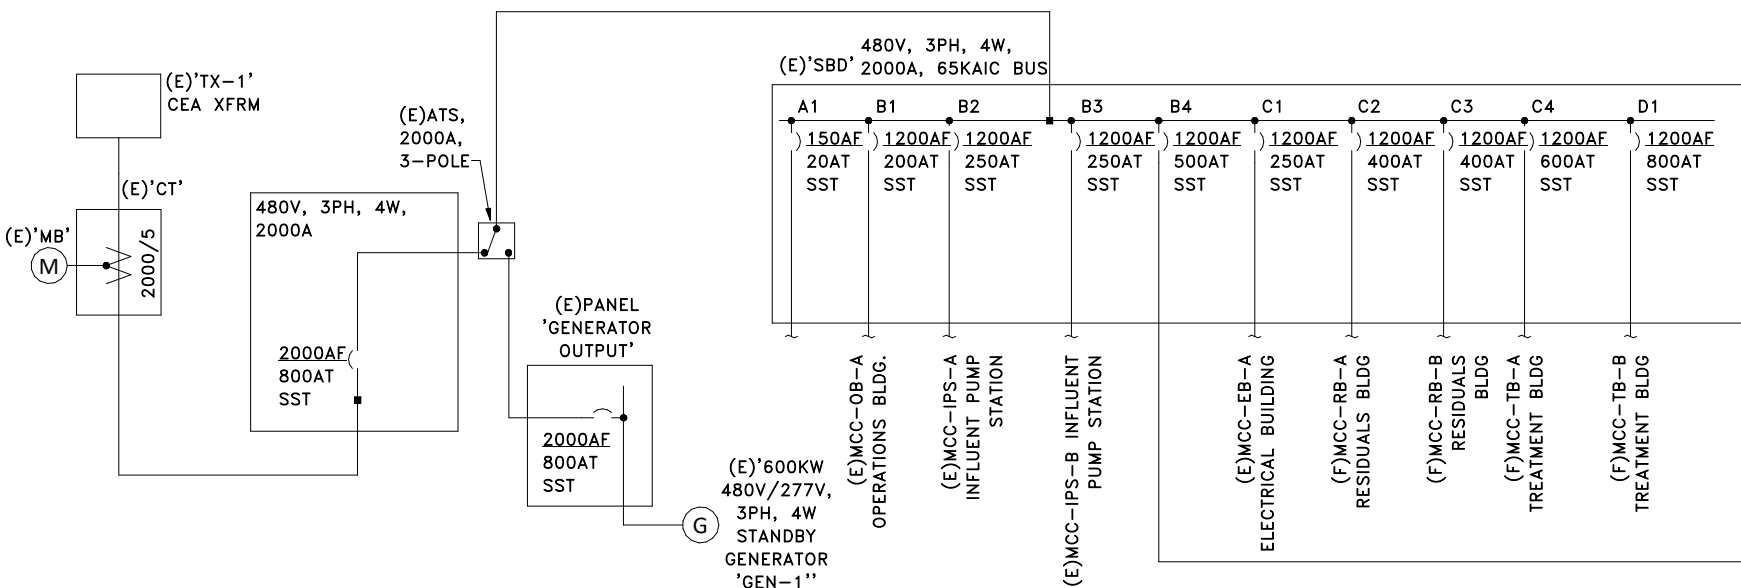 (E)'TX-1'
CEA XFRM
(E)'CT'
(E)'MB'
M
2000/5
480V, 3PH, 4W,
2000A
2000AF
800AT
SST
(E)ATS,
2000A,
3-POLE
(E)PANEL
'GENERATOR
OUTPUT'
2000AF
800AT
SST
G
(E)'600KW
480V/277V,
3PH, 4W
STANDBY
GENERATOR
'GEN-1''
(E)'SBD'
480V, 3PH, 4W,
2000A, 65KAIC BUS
A1
150AF
20AT
SST
B1
1200AF
200AT
SST
B2
1200AF
250AT
SST
B3
1200AF
250AT
SST
B4
1200AF
500AT
SST
C1
1200AF
250AT
SST
C2
1200AF
400AT
SST
C3
1200AF
400AT
SST
C4
1200AF
600AT
SST
D1
1200AF
800AT
SST
(E)MCC-OB-A
OPERATIONS BLDG.
(E)MCC-IPS-A
INFLUENT PUMP
STATION
(E)MCC-IPS-B INFLUENT
PUMP STATION
(E)MCC-EB-A
ELECTRICAL BUILDING
(F)MCC-RB-A
RESIDUALS BLDG
(F)MCC-RB-B
RESIDUALS
BLDG
(F)MCC-TB-A
TREATMENT BLDG
(F)MCC-TB-B
TREATMENT BLDG